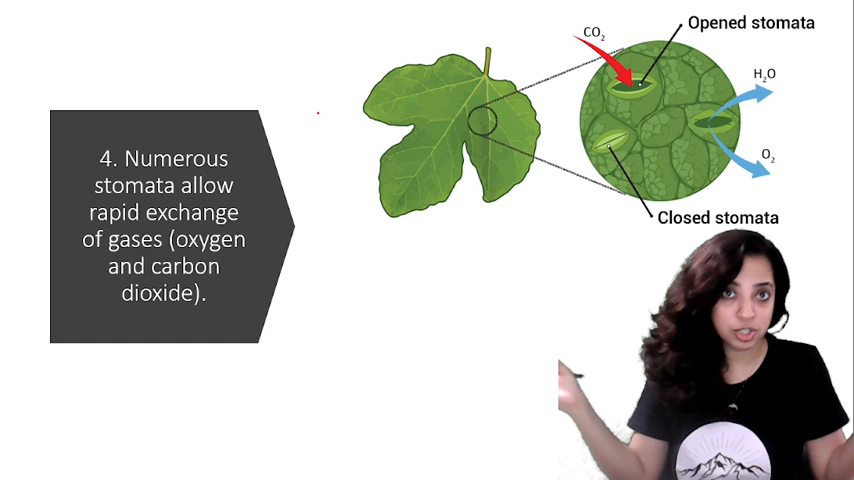 Opened stomata
CO₂
H₂O
4. Numerous
stomata allow
rapid exchange
of gases (oxygen
and carbon
dioxide).
O₂
Closed stomata